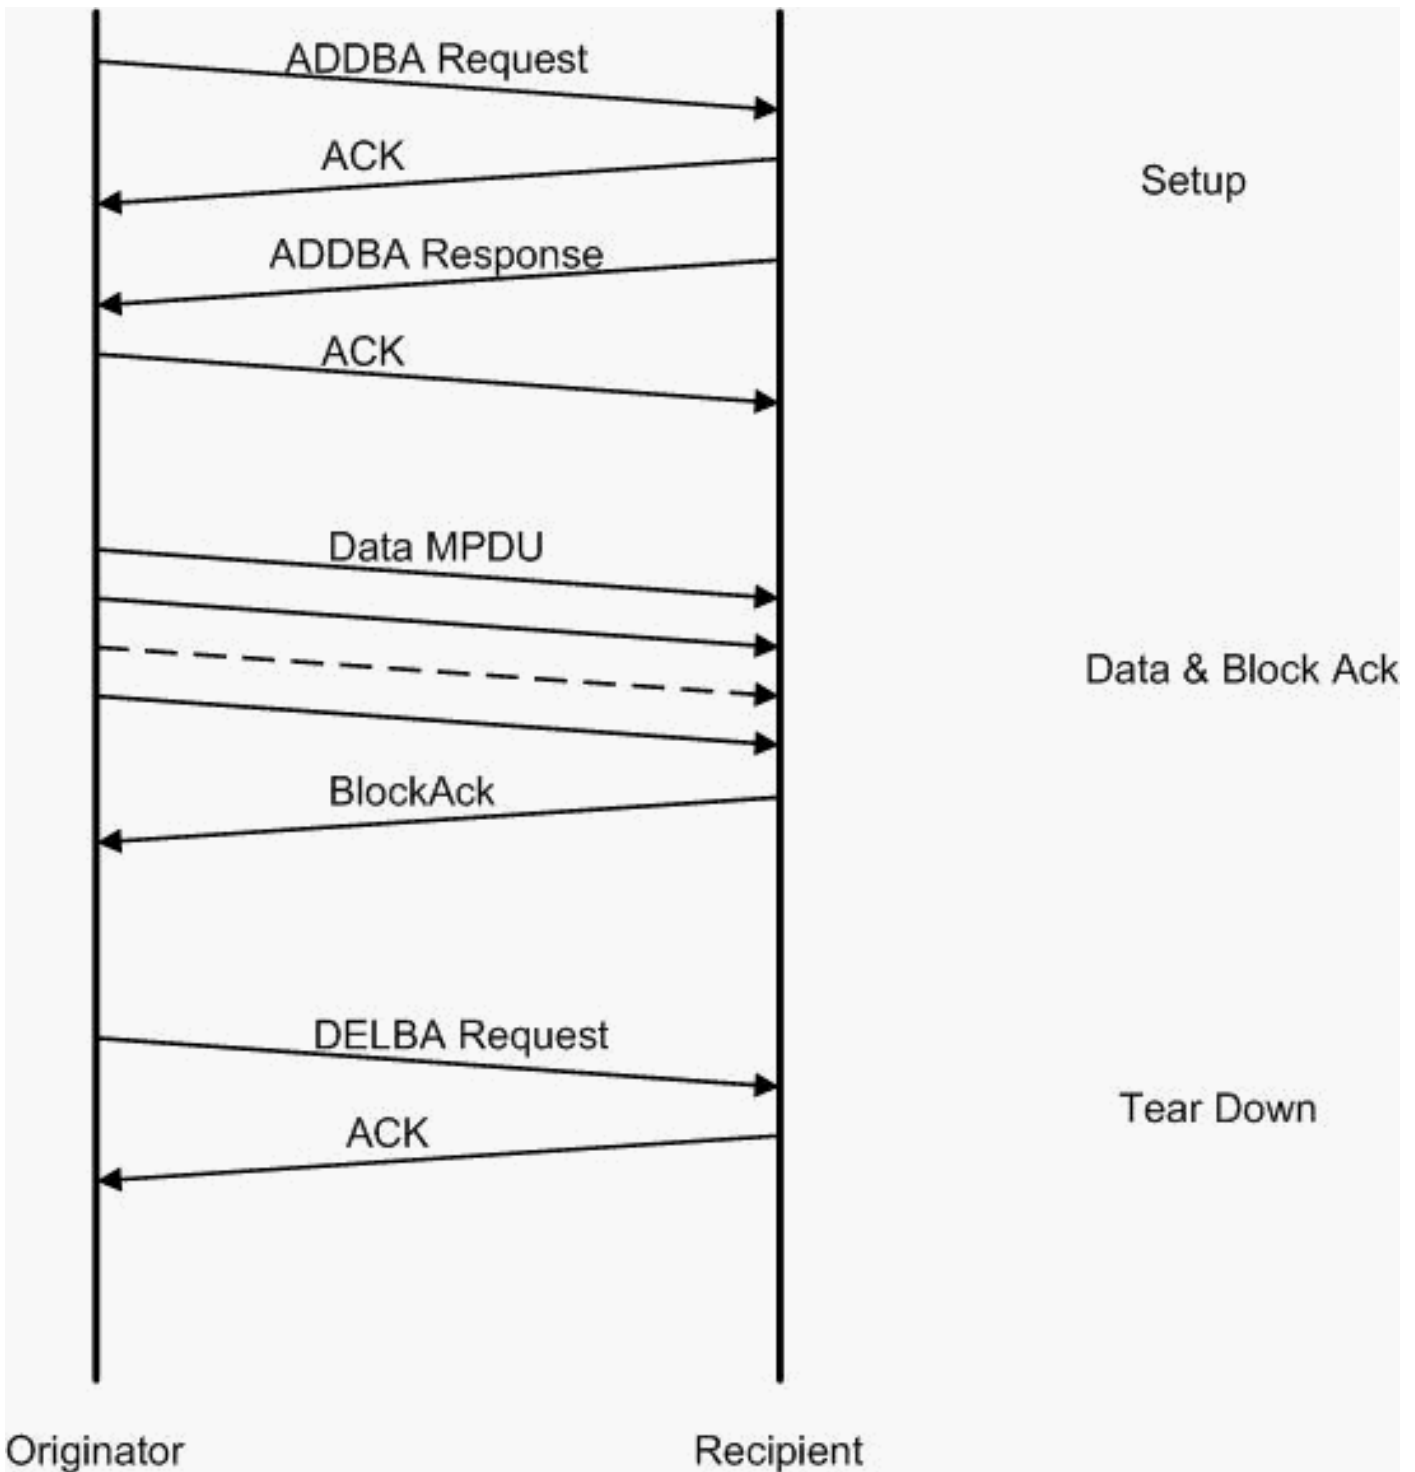 ADDBA Request
ACK
Setup
ADDBA Response
ACK
Data MPDU
Data & Block Ack
BlockAck
DELBA Request
Tear Down
ACK
Originator
Recipient